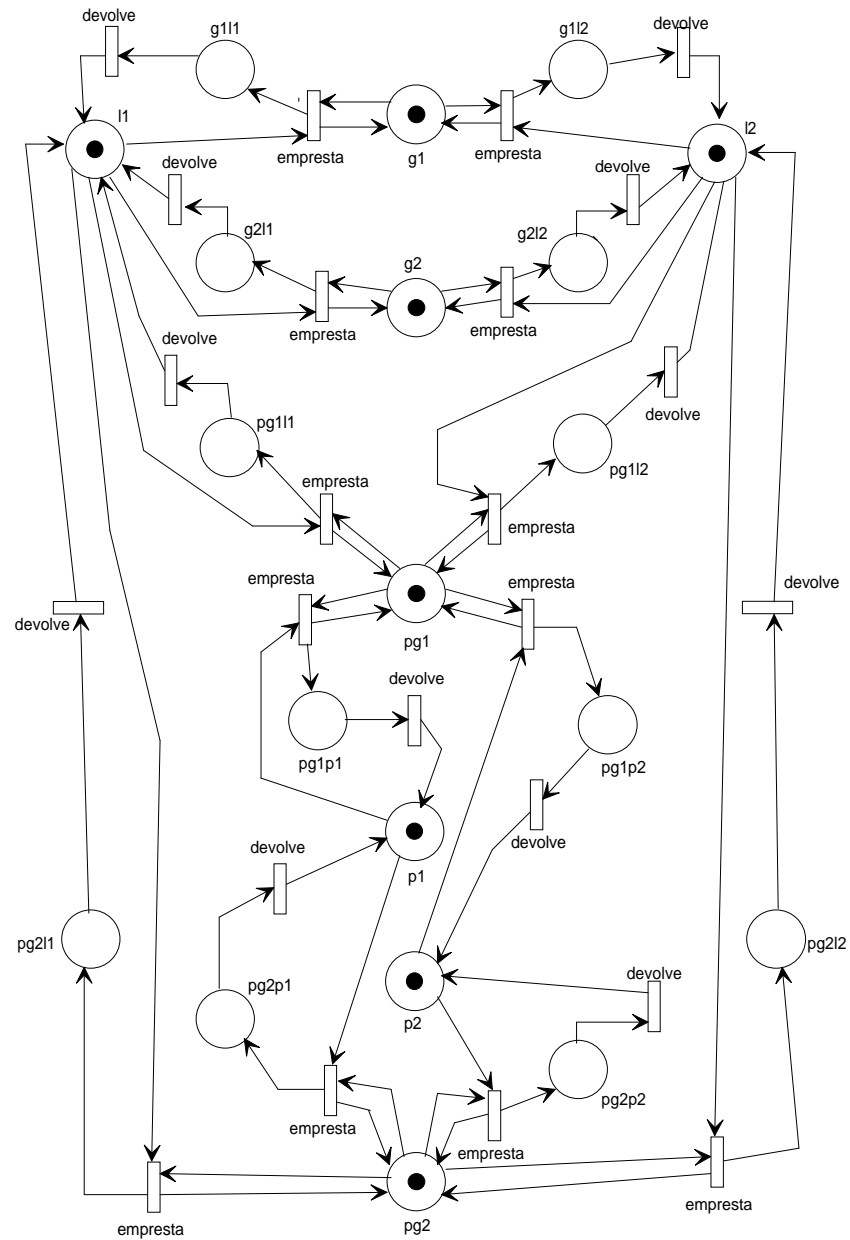 devolve
g1l1
g1l2
devolve
l1
l2
empresta
g1
empresta
devolve
devolve
g2l1
g2
g2l2
empresta
empresta
devolve
devolve
pg1l1
pg1l2
empresta
empresta
empresta
empresta
devolve
devolve
pg1
devolve
pg1p1
pg1p2
devolve
devolve
p1
pg2l1
pg2l2
devolve
pg2p1
p2
pg2p2
empresta
empresta
empresta
empresta
pg2